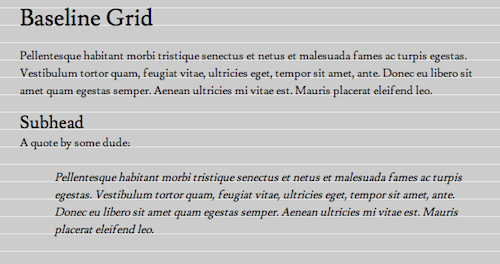 Baseline Grid
Pellentesque habitant morbi tristique senectus et netus et malesuada fames ac turpis egestas.
Vestibulum tortor quam, feugiat vitae, ultricies eget, tempor sit amet, ante. Donec eu libero sit
amet quam egestas semper. Aenean ultricies mi vitae est. Mauris placerat eleifend leo.
Subhead
A quote by some dude:
Pellentesque habitant morbi tristique senectus et netus et malesuada fames ac turpis
egestas. Vestibulum tortor quam, feugiat vitae, ultricies eget, tempor sit amet, ante.
Donec eu libero sit amet quam egestas semper. Aenean ultricies mi vitae est. Mauris
placerat eleifend leo.